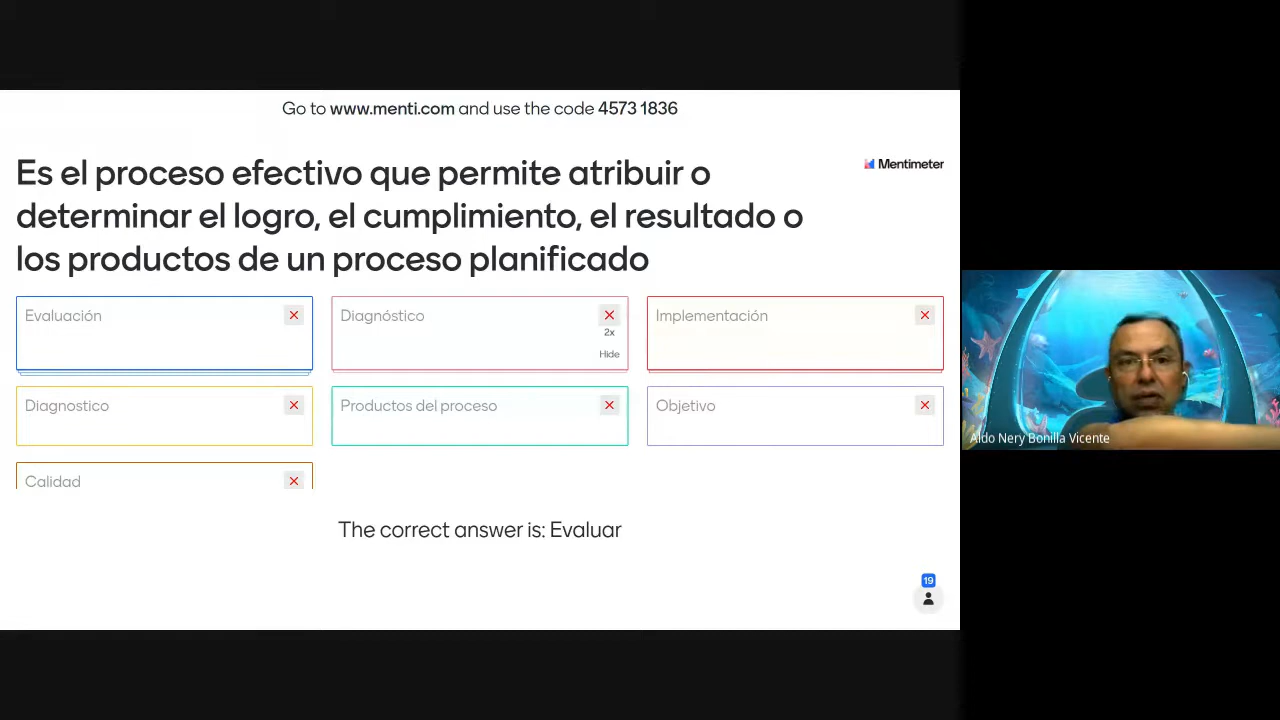 Go to www.menti.com and use the code 4573 1836
Mentimeter
Es el proceso efectivo que permite atribuir o
determinar el logro, el cumplimiento, el resultado o
los productos de un proceso planificado
Evaluación
Diagnóstico
2x
Hide
Implementación
Diagnostico
Productos del proceso
Objetivo
Calidad
The correct answer is: Evaluar
19
Aldo Nery Bonilla Vicente